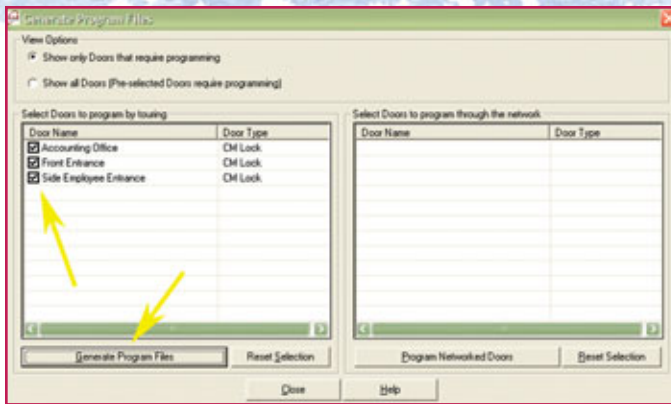 Generate Program Files
View Options
Show only Doors that require programming
Show all Doors (Pre-selected Doors require programming)
Select Doors to program by touring
Door Name Door Type
Accounting Office CM Lock
Front Entrance CM Lock
Side Employee Entrance CM Lock
Generate Program Files Reset Selection
Select Doors to program through the network
Door Name Door Type
Program Networked Doors Reset Selection
Close Help